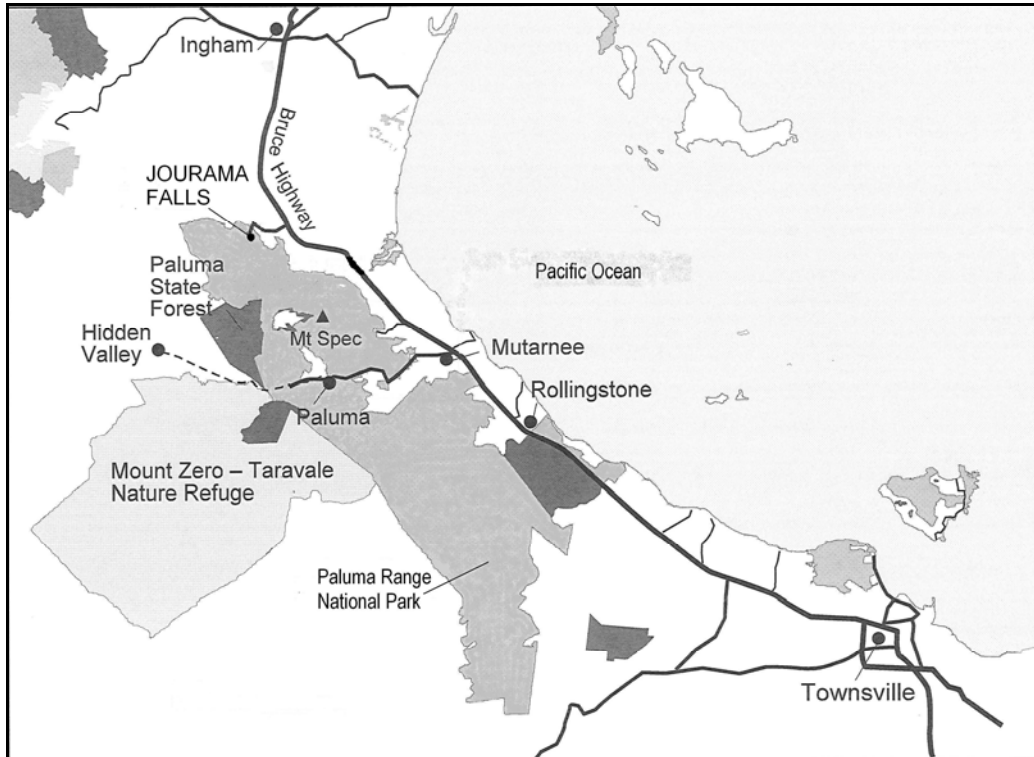 Ingham
Bruce Highway
JOURAMA
FALLS
Pacific Ocean
Paluma
State
Forest
Mt Spec
Hidden
Valley
Mutarnee
Rollingstone
Paluma
Mount Zero – Taravale
Nature Refuge
Paluma Range
National Park
Townsville